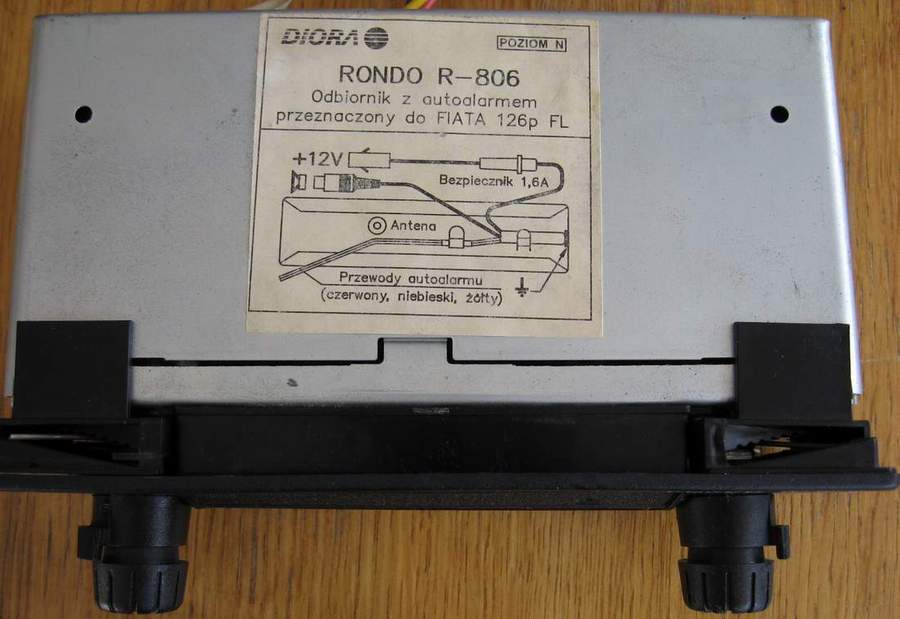 DIORA
POZIOM N
RONDO R-806
Odbiornik z autoalarmem
przeznaczony do FIATA 126p FL
+12V
Bezpiecznik 1,6A
Antena
Przewody autoalarmu
(czerwony, niebieski, żółty)